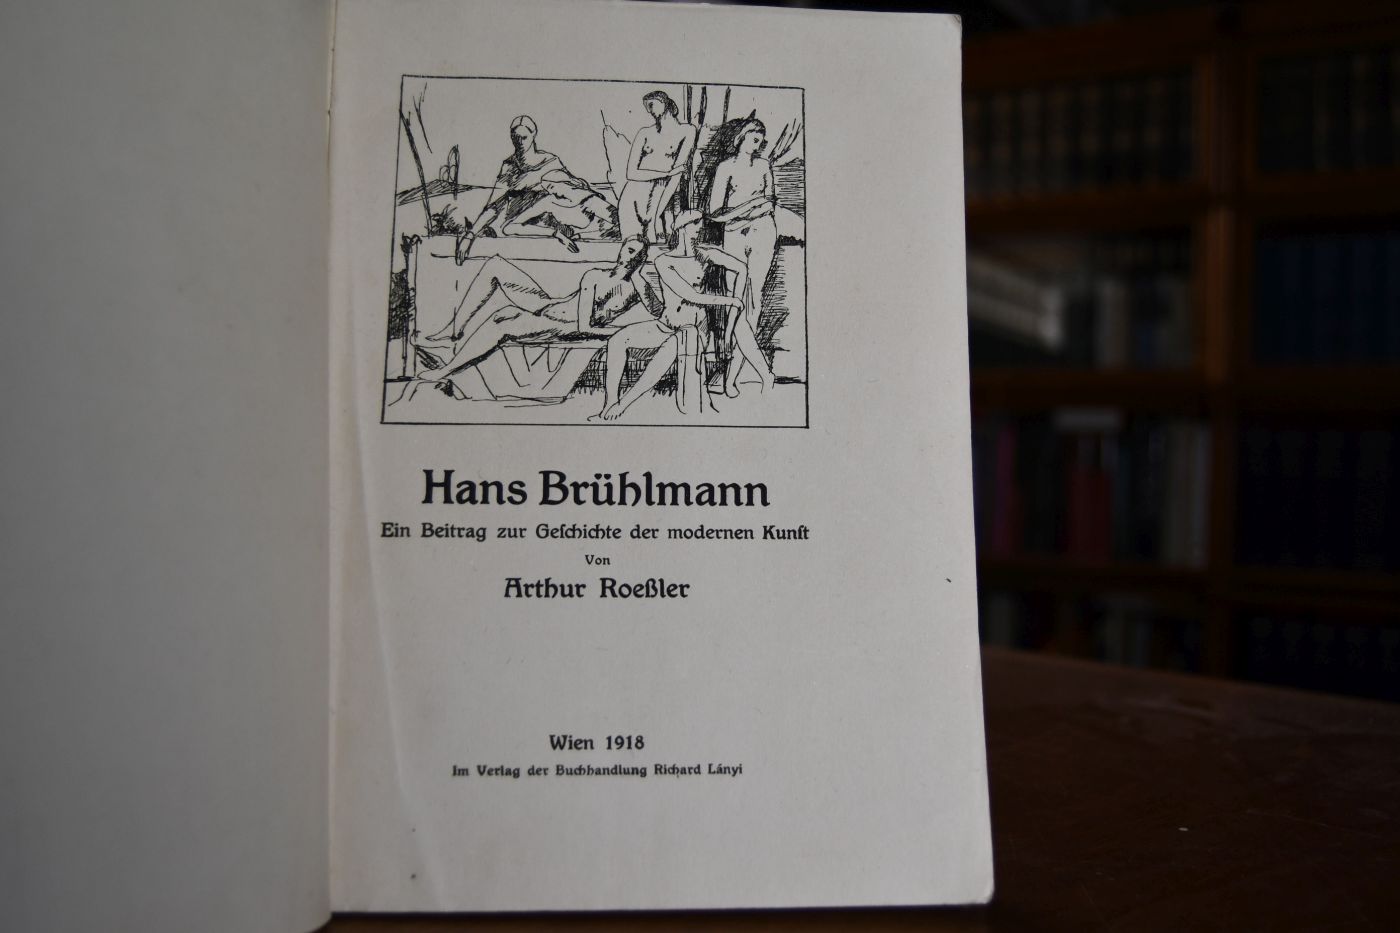 Hans Brühlmann
Ein Beitrag zur Geſchichte der modernen Kunſt
Von
Arthur Roeßler
Wien 1918
Im Verlag der Buchhandlung Richard Lányi